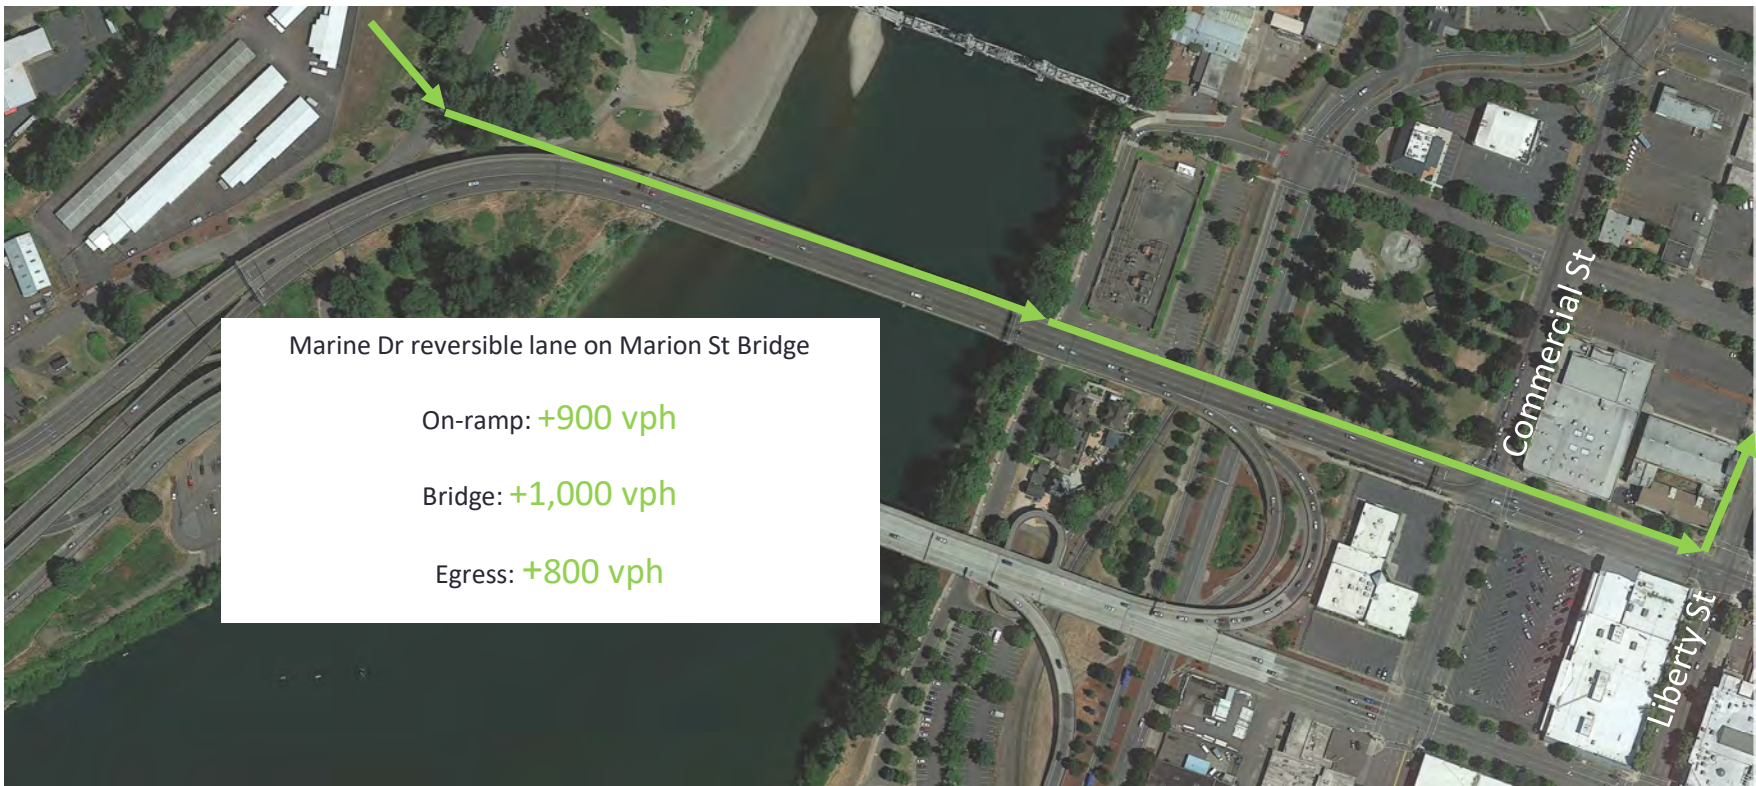 Marine Dr reversible lane on Marion St Bridge
On-ramp: +900 vph
Bridge: +1,000 vph
Egress: +800 vph
Commercial St
Liberty St